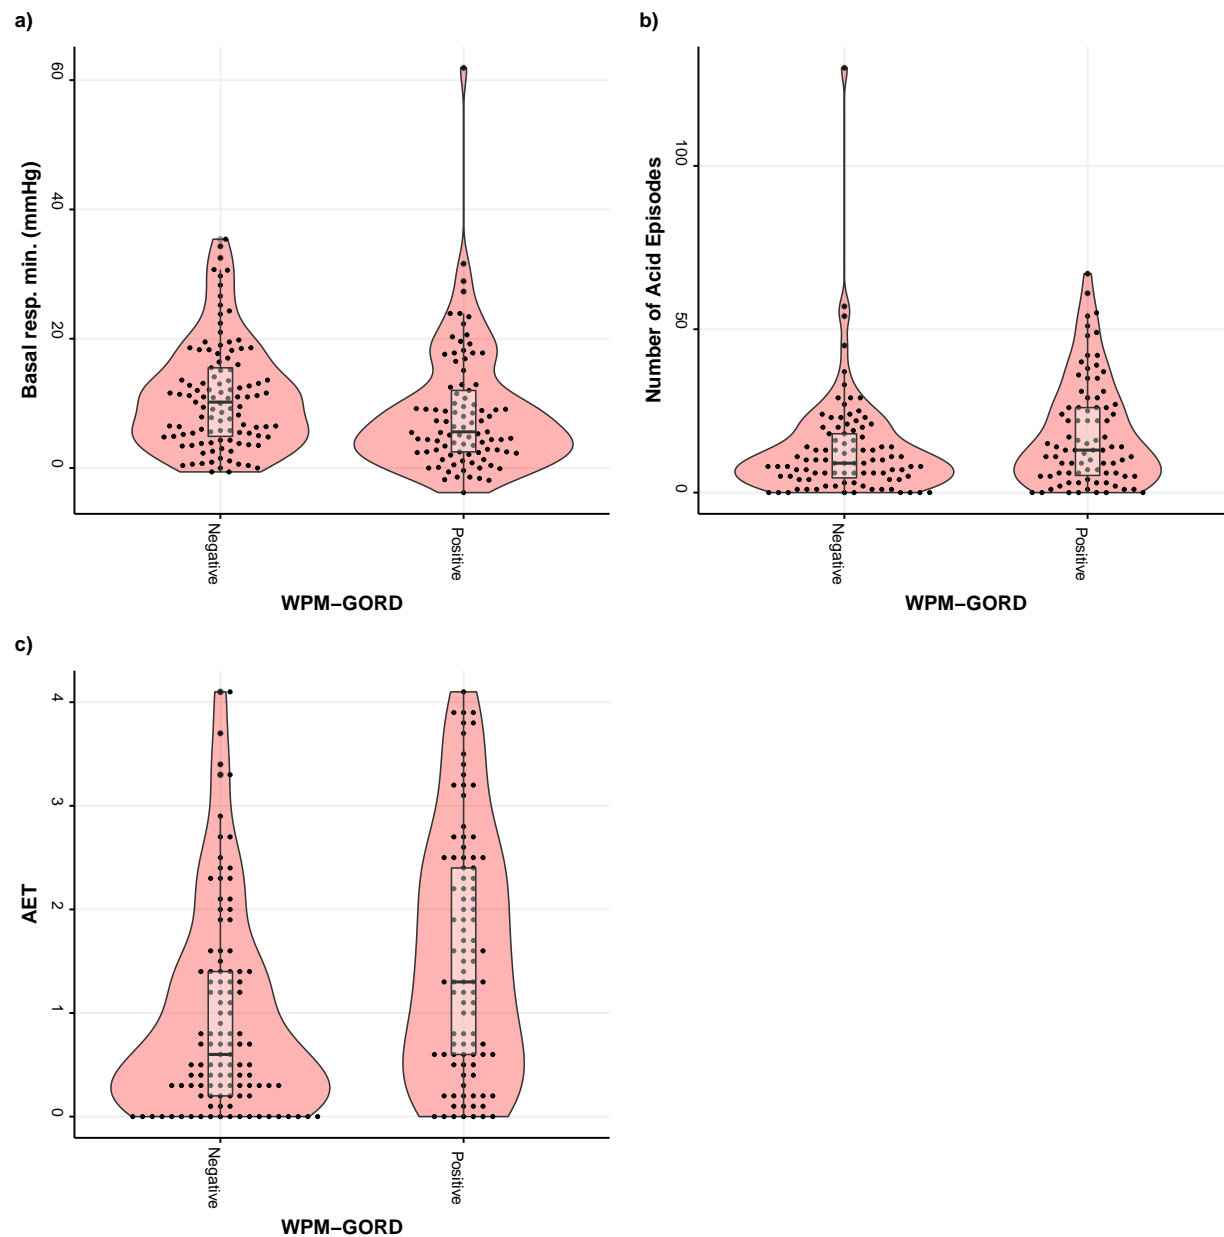 a)
Basal resp. min. (mmHg)
60
40
20
0
Negative
Positive
WPM−GORD
b)
Number of Acid Episodes
100
50
0
Negative
Positive
WPM−GORD
c)
AET
4
3
2
1
0
Negative
Positive
WPM−GORD